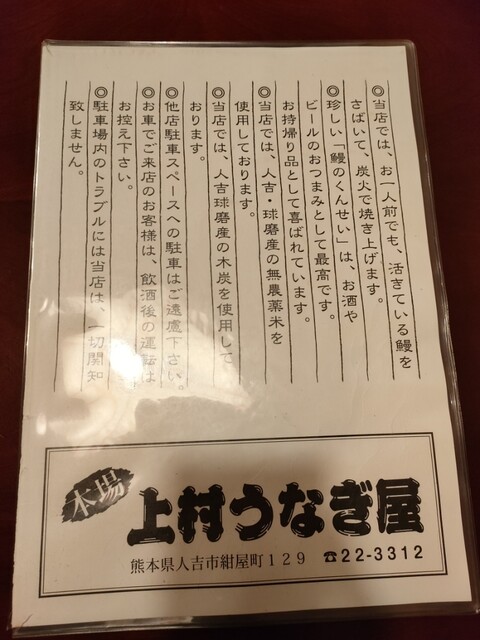 ◎当店では、お一人前でも、活きている鰻を
さばいて、炭火で焼き上げます。
◎珍しい「鰻のくんせい」は、お酒や
ビールのおつまみとして最高です。
お持帰り品として喜ばれています。
◎当店では、人吉・球磨産の無農薬米を
使用しております。
◎当店では、人吉球磨産の木炭を使用して
おります。
◎他店駐車スペースへの駐車はご遠慮下さい。
◎お車でご来店のお客様は、飲酒後の運転は
お控え下さい。
◎駐車場内のトラブルには当店は、一切関知
致しません。
本場
上村うなぎ屋
熊本県人吉市紺屋町129 ☎22-3312